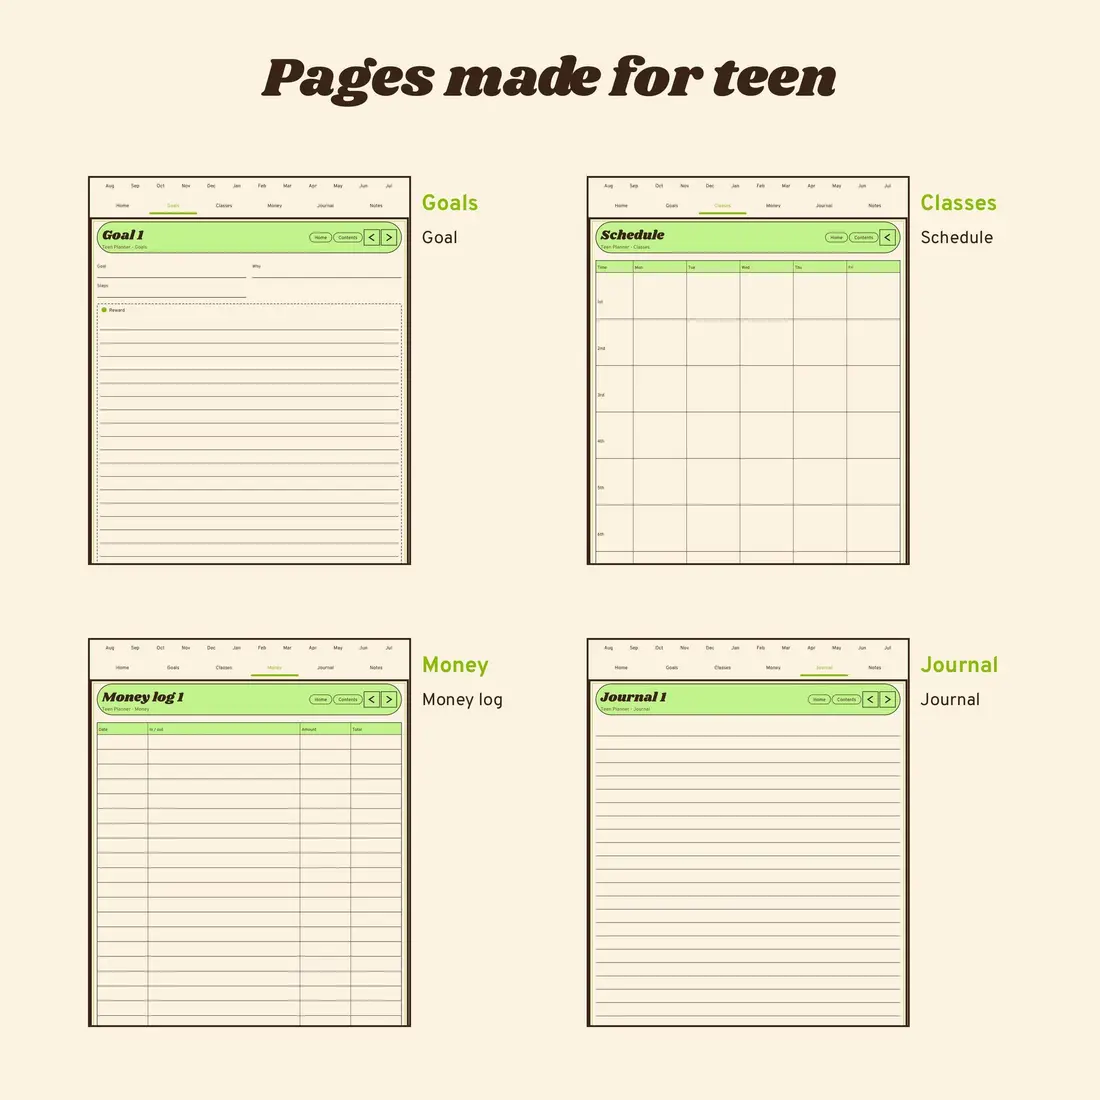 Pages made for teen
Aug Sep Oct Nov Dec Jan Feb Mar Apr May Jun Jul
Home Goals Classes Money Journal Notes
Goal 1
Home Contents < >
Teen Planner - Goals
Goal Why
Steps
Reward
Goals
Goal
Aug Sep Oct Nov Dec Jan Feb Mar Apr May Jun Jul
Home Goals Classes Money Journal Notes
Schedule
Home Contents <
Teen Planner - Classes
Time Mon Tue Wed Thu Fri
1st
2nd
3rd
4th
5th
6th
Classes
Schedule
Aug Sep Oct Nov Dec Jan Feb Mar Apr May Jun Jul
Home Goals Classes Money Journal Notes
Money log 1
Home Contents < >
Teen Planner - Money
Date In / out Amount Total
Money
Money log
Aug Sep Oct Nov Dec Jan Feb Mar Apr May Jun Jul
Home Goals Classes Money Journal Notes
Journal 1
Home Contents < >
Teen Planner - Journal
Journal
Journal